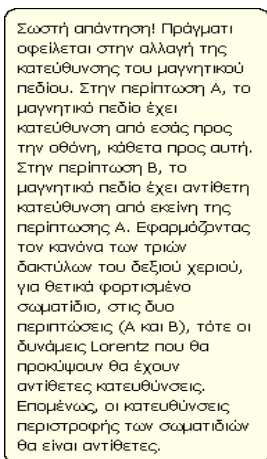 Σωστή απάντηση! Πράγματι
οφείλεται στην αλλαγή της
κατεύθυνσης του μαγνητικού
πεδίου. Στην περίπτωση Α, το
μαγνητικό πεδίο έχει
κατεύθυνση από εσάς προς
την οθόνη, κάθετα προς αυτή.
Στην περίπτωση Β, το
μαγνητικό πεδίο έχει αντίθετη
κατεύθυνση από εκείνη της
περίπτωσης Α. Εφαρμόζοντας
τον κανόνα των τριών
δακτύλων του δεξιού χεριού,
για θετικά φορτισμένο
σωματίδιο, στις δυο
περιπτώσεις (Α και Β), τότε οι
δυνάμεις Lorentz που θα
προκύψουν θα έχουν
αντίθετες κατευθύνσεις.
Επομένως, οι κατευθύνσεις
περιστροφής των σωματιδιών
θα είναι αντίθετες.